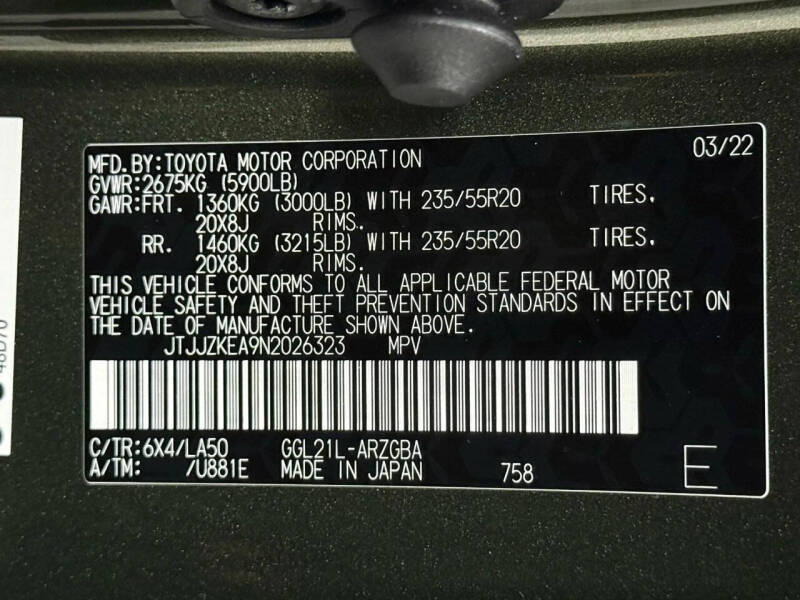 MFD.BY:TOYOTA MOTOR CORPORATION 03/22
GVWR:2675KG (5900LB)
GAWR:FRT. 1360KG (3000LB) WITH 235/55R20 TIRES.
20X8J RIMS.
RR. 1460KG (3215LB) WITH 235/55R20 TIRES.
20X8J RIMS.
THIS VEHICLE CONFORMS TO ALL APPLICABLE FEDERAL MOTOR
VEHICLE SAFETY AND THEFT PREVENTION STANDARDS IN EFFECT ON
THE DATE OF MANUFACTURE SHOWN ABOVE.
JTJJZKEA9N2026323 MPV
C/TR:6X4/LA50 GGL21L-ARZGBA
A/TM: /U881E MADE IN JAPAN 758 E
48D70